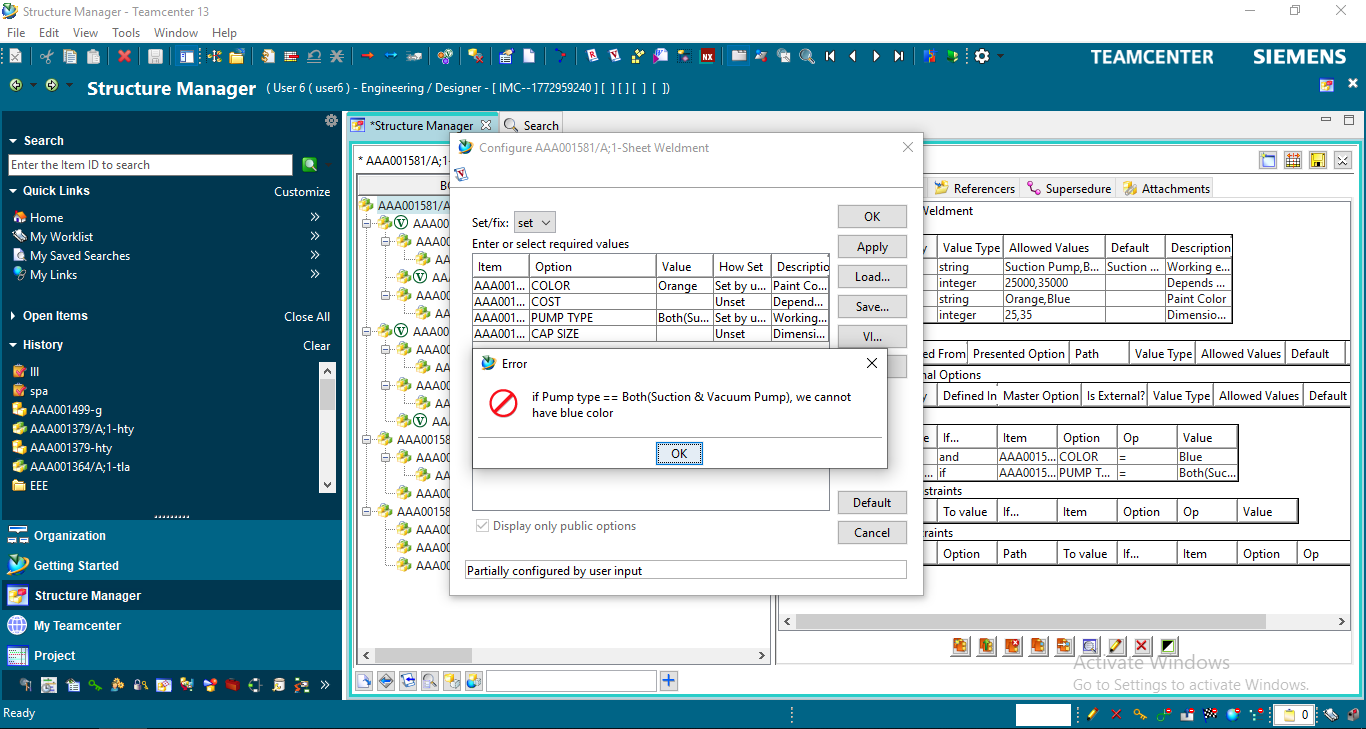 Structure Manager - Teamcenter 13
File Edit View Tools Window Help
TEAMCENTER SIEMENS
Structure Manager ( User 6 ( user6 ) - Engineering / Designer - [ IMC--1772959240 ] [ ] [ ] [ ] [ ])
Search
Enter the Item ID to search
Quick Links Customize
Home
My Worklist
My Saved Searches
My Links
Open Items Close All
History Clear
III
spa
AAA001499-g
AAA001379/A;1-hty
AAA001379-hty
AAA001364/A;1-tla
EEE
Organization
Getting Started
Structure Manager
My Teamcenter
Project
Ready
*Structure Manager Search
* AAA001581/A;1-
BO
AAA001581/A
AAA00
AAA00
AA
AA
AAA00
AA
AAA00
AAA00
AA
AAA00
AA
AA
AAA00158
AAA00
AA
AAA00
AAA00158
AAA00
AAA00
AAA00
Configure AAA001581/A;1-Sheet Weldment
Set/fix: set
Enter or select required values
Item Option Value How Set Descriptio
AAA001... COLOR Orange Set by u... Paint Co...
AAA001... COST Unset Depend...
AAA001... PUMP TYPE Both(Su... Set by u... Working...
AAA001... CAP SIZE Unset Dimensi...
OK
Apply
Load...
Save...
VI...
Default
Cancel
Display only public options
Partially configured by user input
Error
if Pump type == Both(Suction & Vacuum Pump), we cannot
have blue color
OK
Referencers Supersedure Attachments
Weldment
y Value Type Allowed Values Default Description
string Suction Pump,B... Suction ... Working e...
integer 25000,35000 Depends ...
string Orange,Blue Paint Color
integer 25,35 Dimensio...
ed From Presented Option Path Value Type Allowed Values Default
nal Options
y Defined In Master Option Is External? Value Type Allowed Values Default
e If... Item Option Op Value
and AAA0015... COLOR = Blue
... if AAA0015... PUMP T... = Both(Suc...
straints
To value If... Item Option Op Value
raints
Option Path To value If... Item Option Op
Activate Windows
Go to Settings to activate Windows.
0